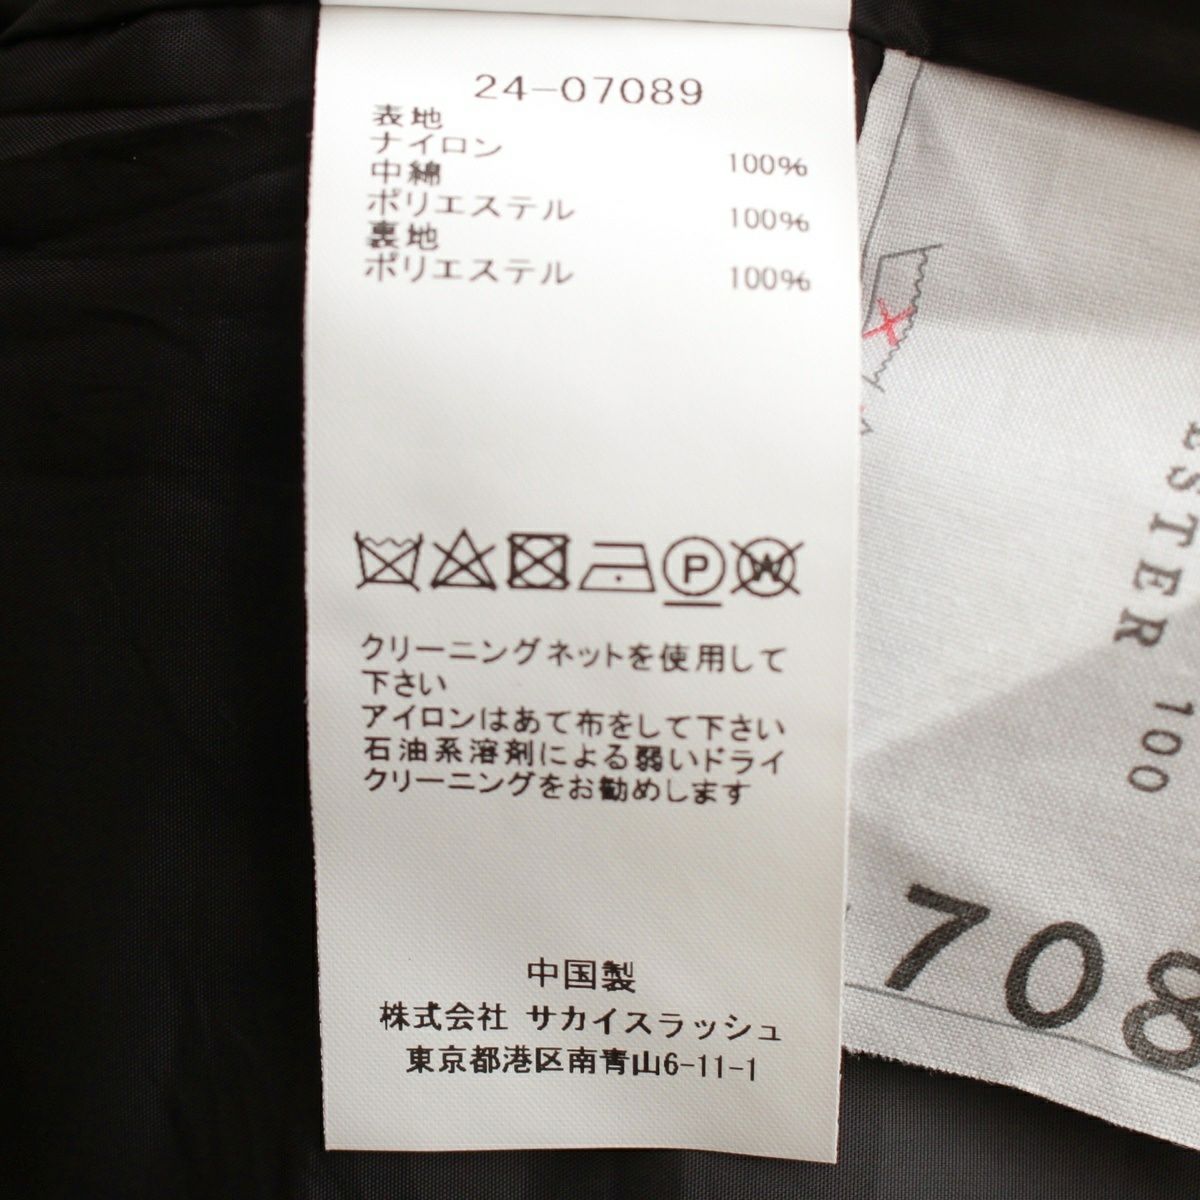 24-07089
表地
ナイロン 100%
中綿
ポリエステル 100%
裏地
ポリエステル 100%
P W
クリーニングネットを使用して
下さい
アイロンはあて布をして下さい
石油系溶剤による弱いドライ
クリーニングをお勧めします
中国製
株式会社 サカイスラッシュ
東京都港区南青山6-11-1
ESTER 100
708